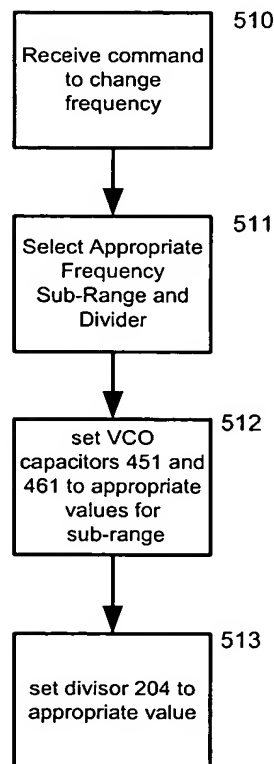 510
Receive command
to change
frequency
511
Select Appropriate
Frequency
Sub-Range and
Divider
512
set VCO
capacitors 451 and
461 to appropriate
values for
sub-range
513
set divisor 204 to
appropriate value